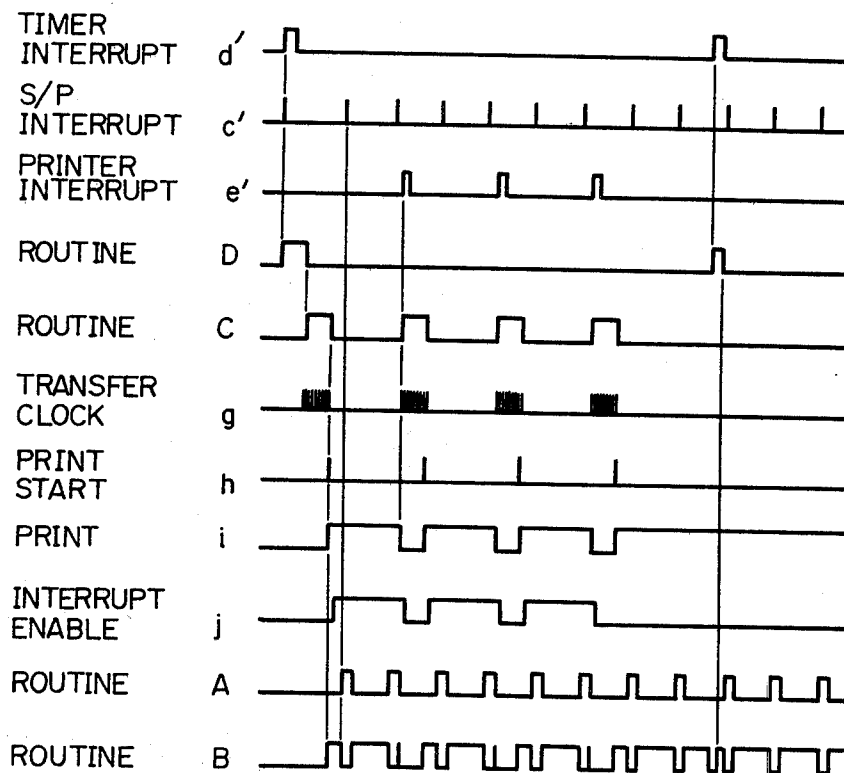 TIMER
INTERRUPT d'
S/P
INTERRUPT c'
PRINTER
INTERRUPT e'
ROUTINE D
ROUTINE C
TRANSFER
CLOCK g
PRINT
START h
PRINT i
INTERRUPT
ENABLE j
ROUTINE A
ROUTINE B